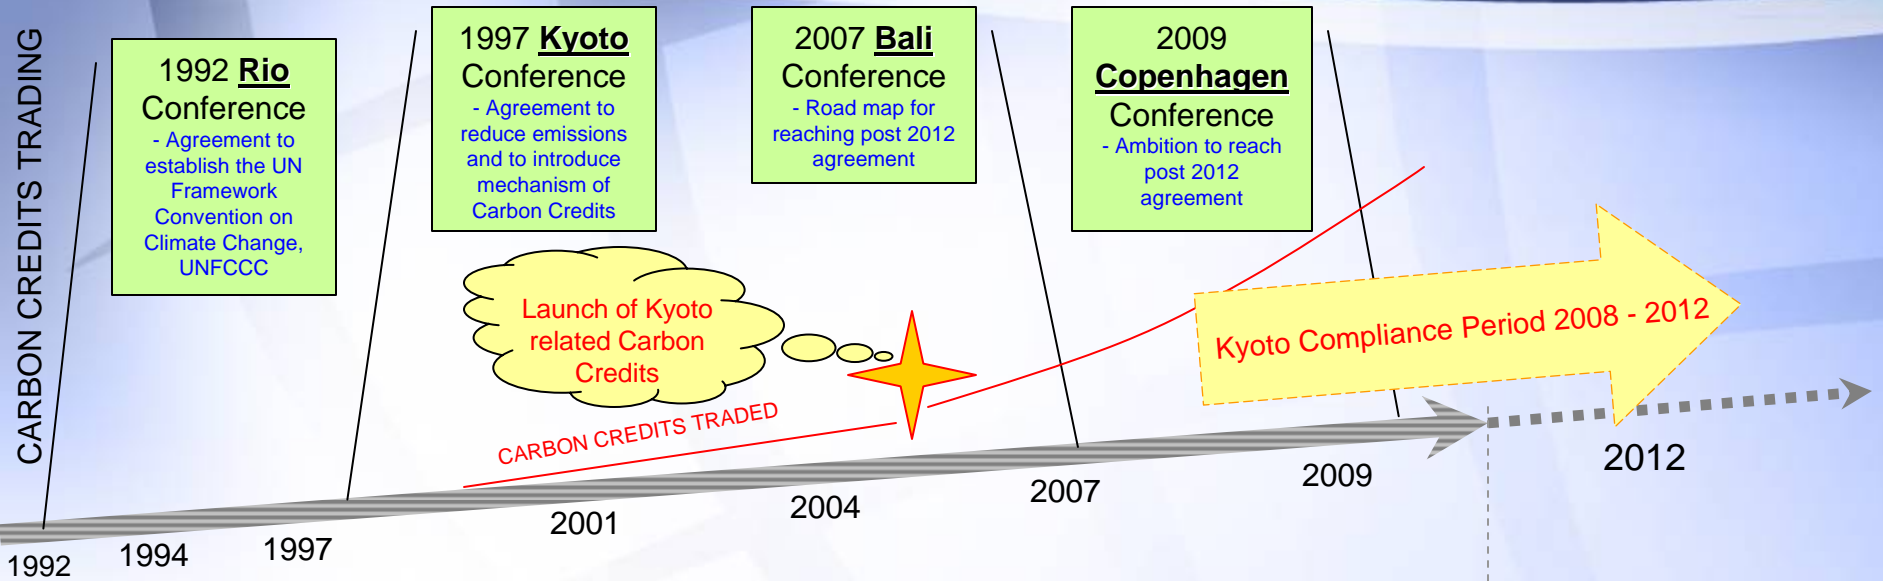 CARBON CREDITS TRADING
1992 Rio
Conference
- Agreement to
establish the UN
Framework
Convention on
Climate Change,
UNFCCC
1997 Kyoto
Conference
- Agreement to
reduce emissions
and to introduce
mechanism of
Carbon Credits
2007 Bali
Conference
- Road map for
reaching post 2012
agreement
2009
Copenhagen
Conference
- Ambition to reach
post 2012
agreement
Launch of Kyoto
related Carbon
Credits
Kyoto Compliance Period 2008 - 2012
CARBON CREDITS TRADED
1992
1994
1997
2001
2004
2007
2009
2012